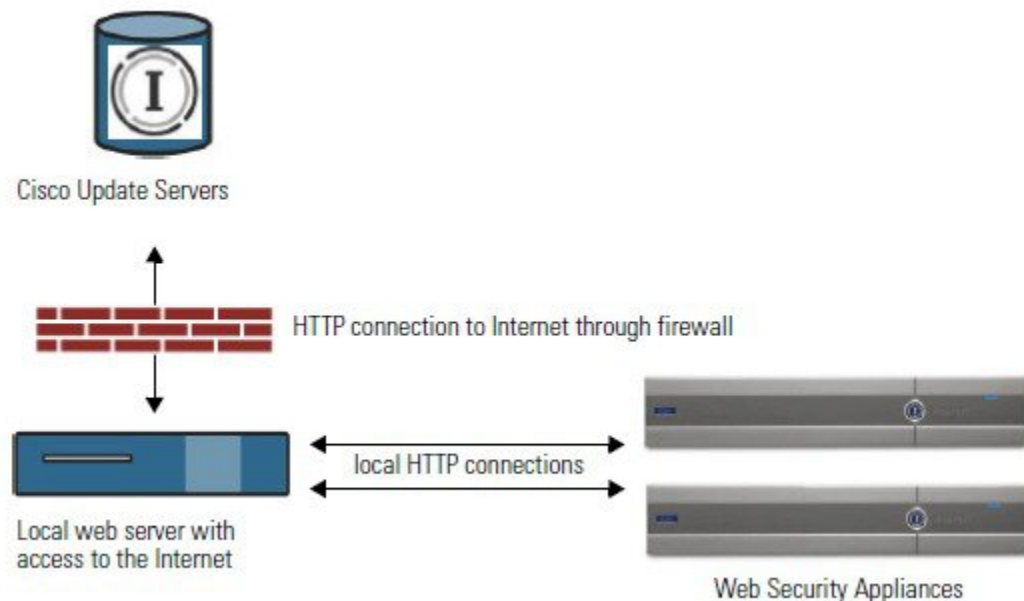 I
Cisco Update Servers
HTTP connection to Internet through firewall
local HTTP connections
Local web server with
access to the Internet
Web Security Appliances